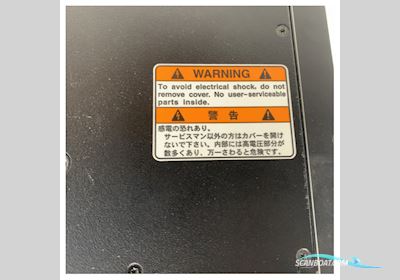 WARNING
To avoid electrical shock, do not
remove cover. No user-serviceable
parts inside.
警告
感電の恐れあり。
サービスマン以外の方はカバーを開け
ないで下さい。内部には高電圧部分が
数多くあり、万一さわると危険です。
SCANBOAT.COM